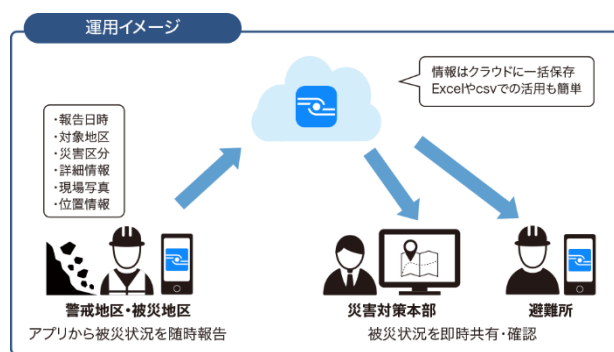 運用イメージ
情報はクラウドに一括保存
Excelやcsvでの活用も簡単
・報告日時
・対象地区
・災害区分
・詳細情報
・現場写真
・位置情報
警戒地区・被災地区
アプリから被災状況を随時報告
災害対策本部
避難所
被災状況を即時共有・確認